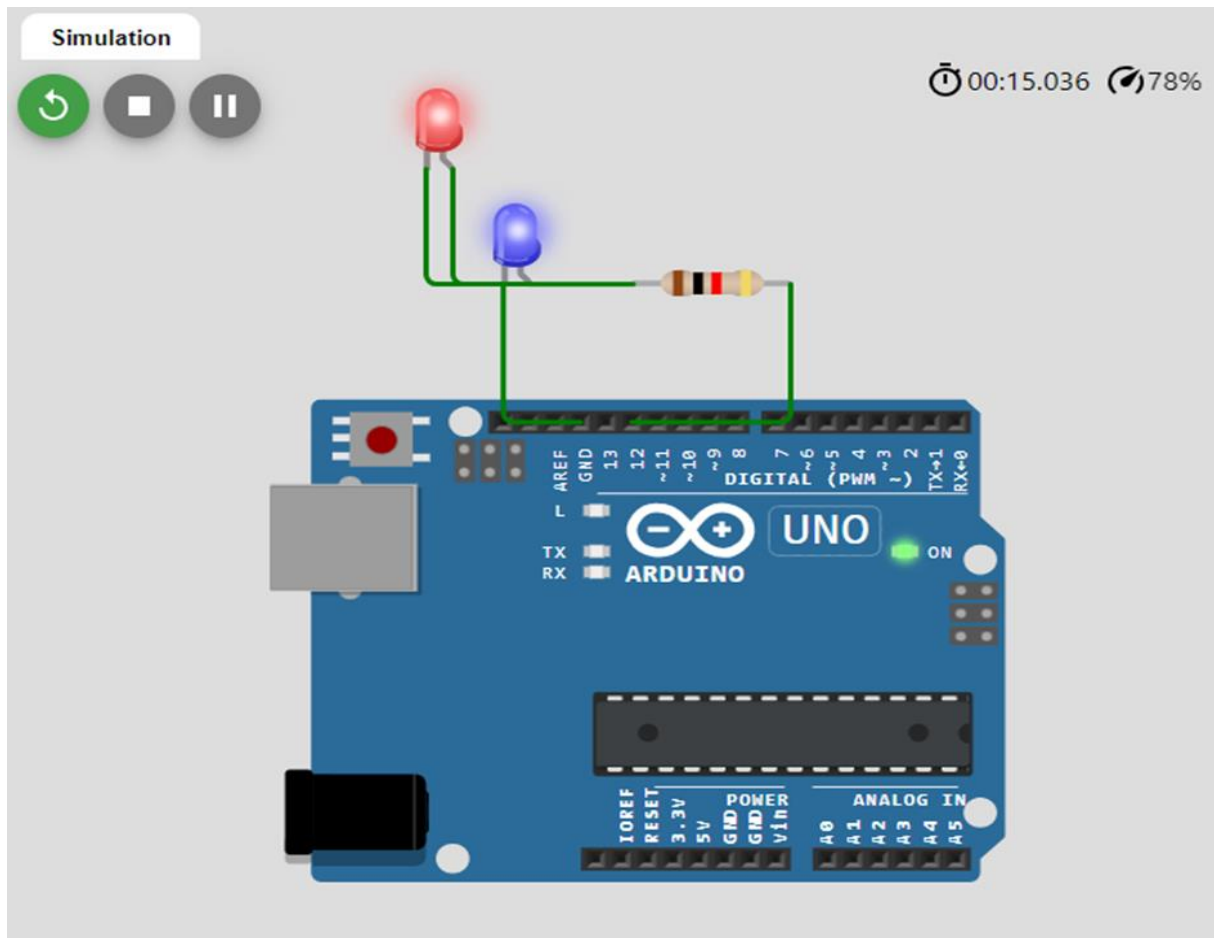 Simulation
00:15.036 78%
AREF GND 13 12 ~11 ~10 ~9 8 7 ~6 ~5 4 ~3 2 TX→1 RX←0
DIGITAL (PWM ~)
L
TX
RX
UNO
ON
ARDUINO
IOREF RESET 3.3V 5V GND GND Vin
POWER
ANALOG IN
A0 A1 A2 A3 A4 A5